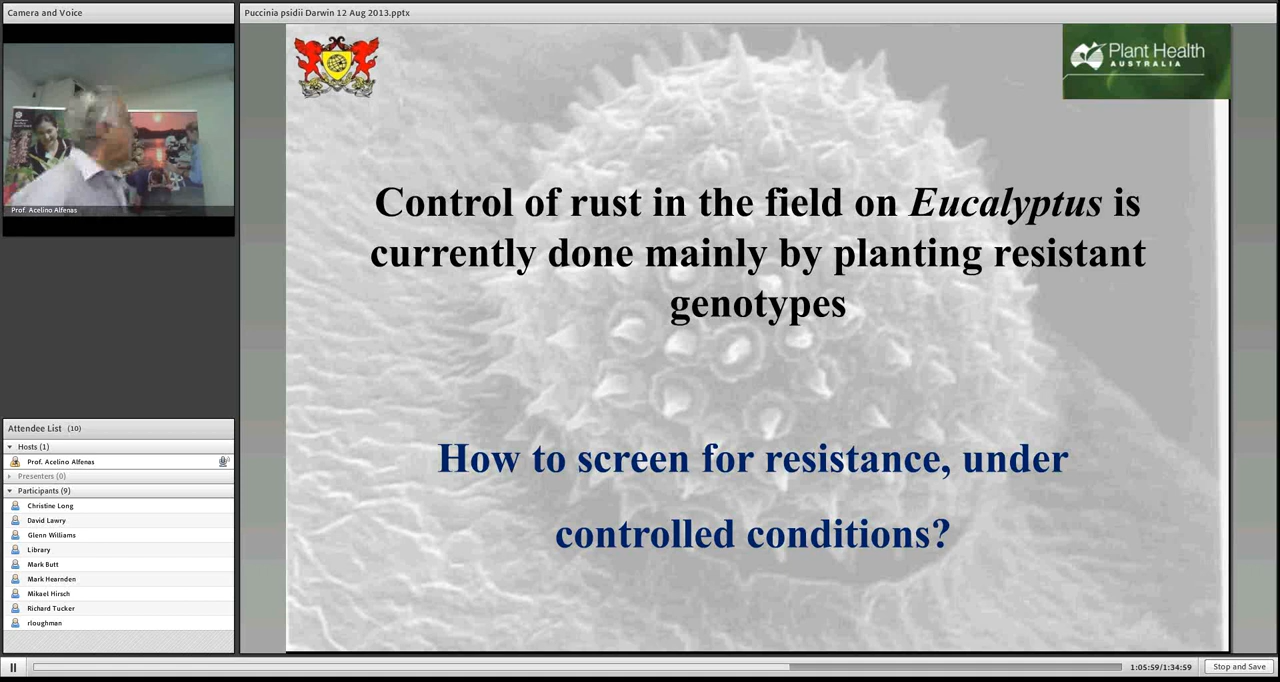 Camera and Voice
Prof. Acelino Alfenas
Attendee List (10)
Hosts (1)
Prof. Acelino Alfenas
Presenters (0)
Participants (9)
Christine Long
David Lawry
Glenn Williams
Library
Mark Butt
Mark Hearnden
Mikael Hirsch
Richard Tucker
rloughman
Puccinia psidii Darwin 12 Aug 2013.pptx
Plant Health
AUSTRALIA
Control of rust in the field on Eucalyptus is
currently done mainly by planting resistant
genotypes
How to screen for resistance, under
controlled conditions?
1:05:59/1:34:59
Stop and Save